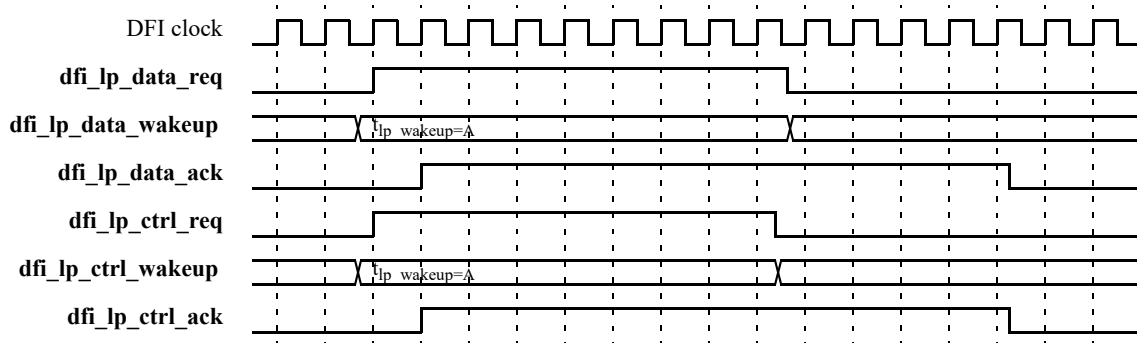 DFI clock
dfi_lp_data_req
dfi_lp_data_wakeup tlp_wakeup=A
dfi_lp_data_ack
dfi_lp_ctrl_req
dfi_lp_ctrl_wakeup tlp_wakeup=A
dfi_lp_ctrl_ack